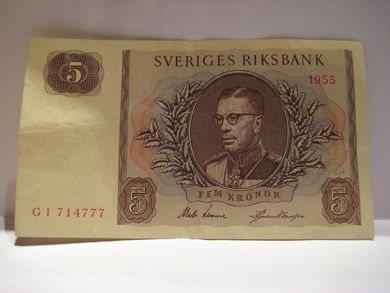 5 SVERIGES RIKSBANK
1955
FEM KRONOR
5 5
G I 714777